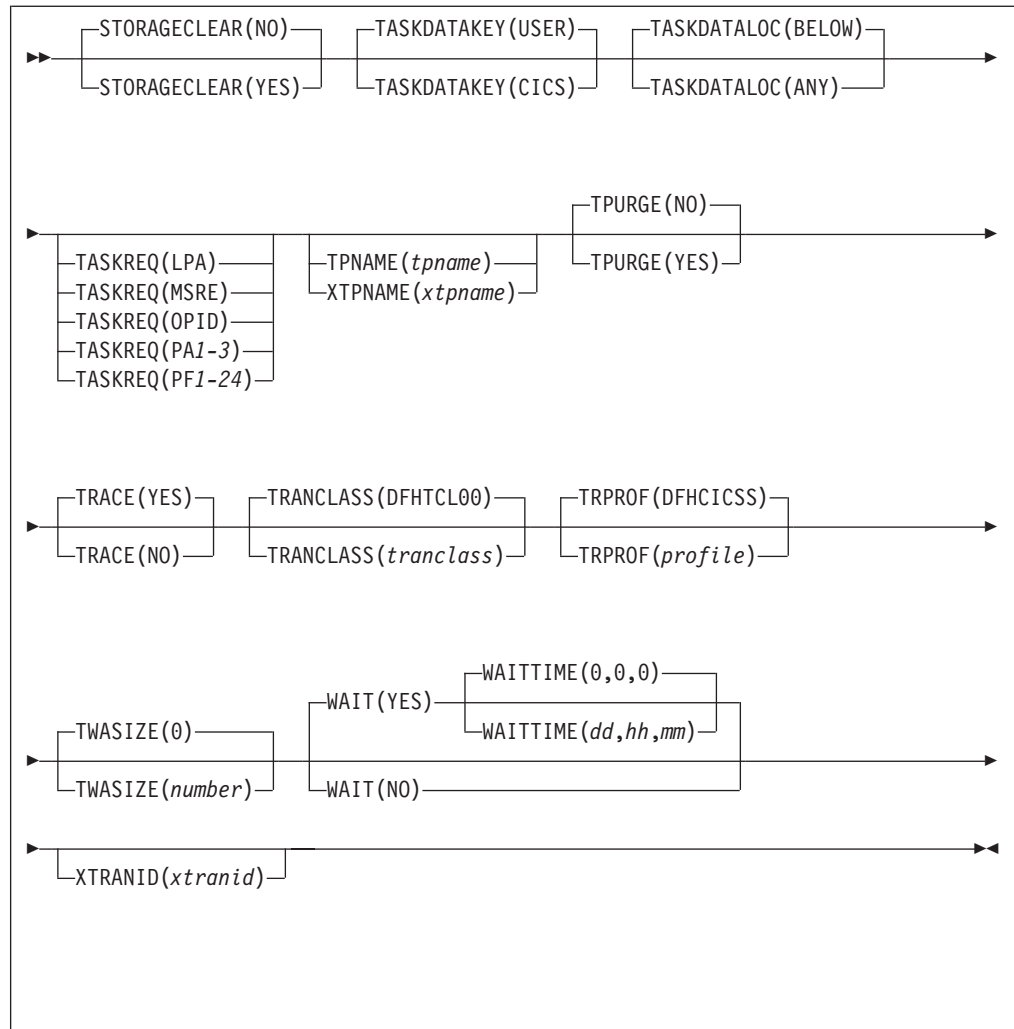 STORAGECLEAR(NO) TASKDATAKEY(USER) TASKDATALOC(BELOW)
STORAGECLEAR(YES) TASKDATAKEY(CICS) TASKDATALOC(ANY)
TPURGE(NO)
TASKREQ(LPA) TPNAME(tpname) TPURGE(YES)
TASKREQ(MSRE) XTPNAME(xtpname)
TASKREQ(OPID)
TASKREQ(PA1-3)
TASKREQ(PF1-24)
TRACE(YES) TRANCLASS(DFHTCL00) TRPROF(DFHCICSS)
TRACE(NO) TRANCLASS(tranclass) TRPROF(profile)
WAITTIME(0,0,0)
TWASIZE(0) WAIT(YES) WAITTIME(dd,hh,mm)
TWASIZE(number) WAIT(NO)
XTRANID(xtranid)